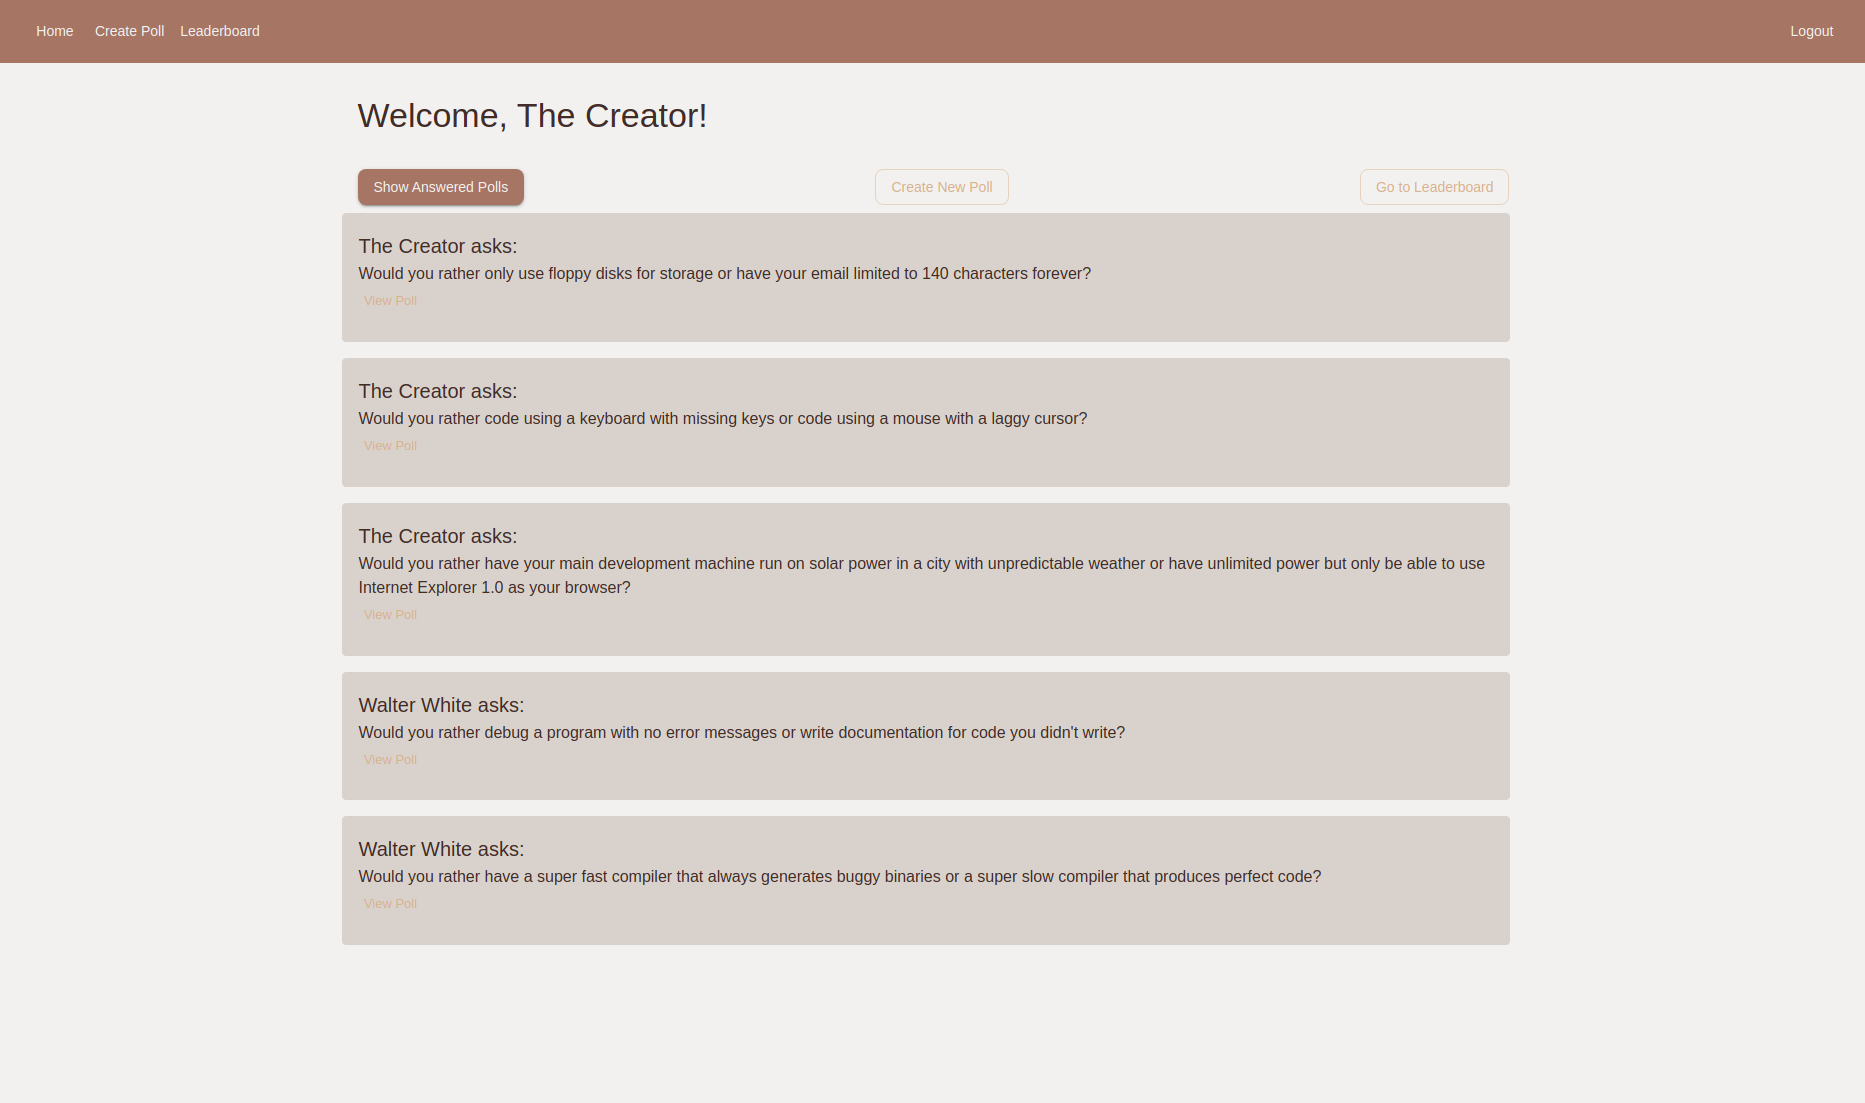 Home Create Poll Leaderboard Logout
Welcome, The Creator!
Show Answered Polls Create New Poll Go to Leaderboard
The Creator asks:
Would you rather only use floppy disks for storage or have your email limited to 140 characters forever?
View Poll
The Creator asks:
Would you rather code using a keyboard with missing keys or code using a mouse with a laggy cursor?
View Poll
The Creator asks:
Would you rather have your main development machine run on solar power in a city with unpredictable weather or have unlimited power but only be able to use
Internet Explorer 1.0 as your browser?
View Poll
Walter White asks:
Would you rather debug a program with no error messages or write documentation for code you didn't write?
View Poll
Walter White asks:
Would you rather have a super fast compiler that always generates buggy binaries or a super slow compiler that produces perfect code?
View Poll